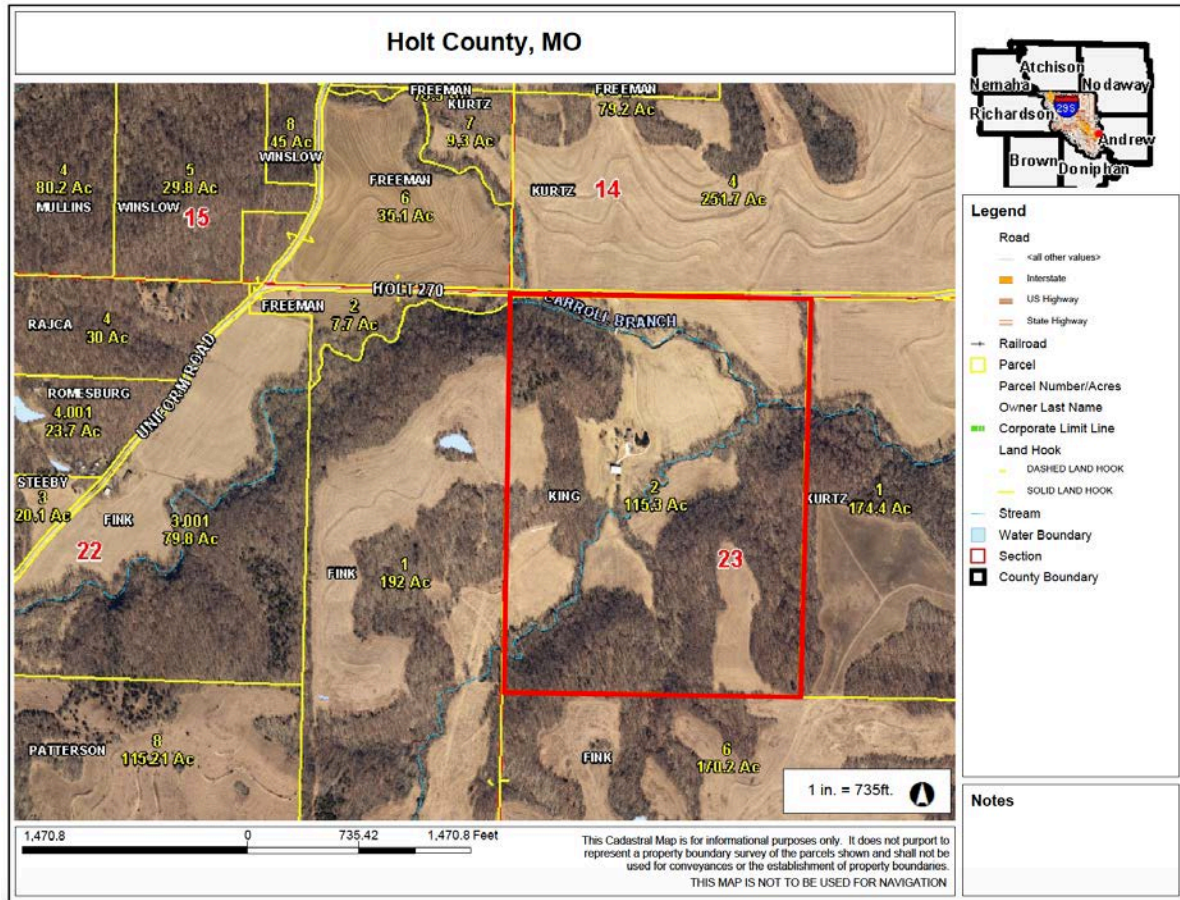 Holt County, MO
FREEMAN
KURTZ
7
9.3 Ac
FREEMAN
79.2 Ac
8
45 Ac
WINSLOW
4
80.2 Ac
MULLINS
5
29.8 Ac
WINSLOW
15
FREEMAN
6
35.1 Ac
KURTZ
14
4
251.7 Ac
HOLT 270
FREEMAN
2
7.7 Ac
CARROLL BRANCH
RAJCA
4
30 Ac
UNIFORM ROAD
ROMESBURG
4.001
23.7 Ac
STEEBY
3
20.1 Ac
FINK
3.001
79.8 Ac
22
FINK
1
192 Ac
KING
2
115.3 Ac
23
KURTZ
1
174.4 Ac
PATTERSON
8
115.21 Ac
FINK
6
170.2 Ac
1 in. = 735ft.
1,470.8 0 735.42 1,470.8 Feet
This Cadastral Map is for informational purposes only. It does not purport to
represent a property boundary survey of the parcels shown and shall not be
used for conveyances or the establishment of property boundaries.
THIS MAP IS NOT TO BE USED FOR NAVIGATION
Atchison
Nemaha
Nodaway
Richardson
Andrew
Brown
Doniphan
Legend
Road
<all other values>
Interstate
US Highway
State Highway
Railroad
Parcel
Parcel Number/Acres
Owner Last Name
Corporate Limit Line
Land Hook
DASHED LAND HOOK
SOLID LAND HOOK
Stream
Water Boundary
Section
County Boundary
Notes